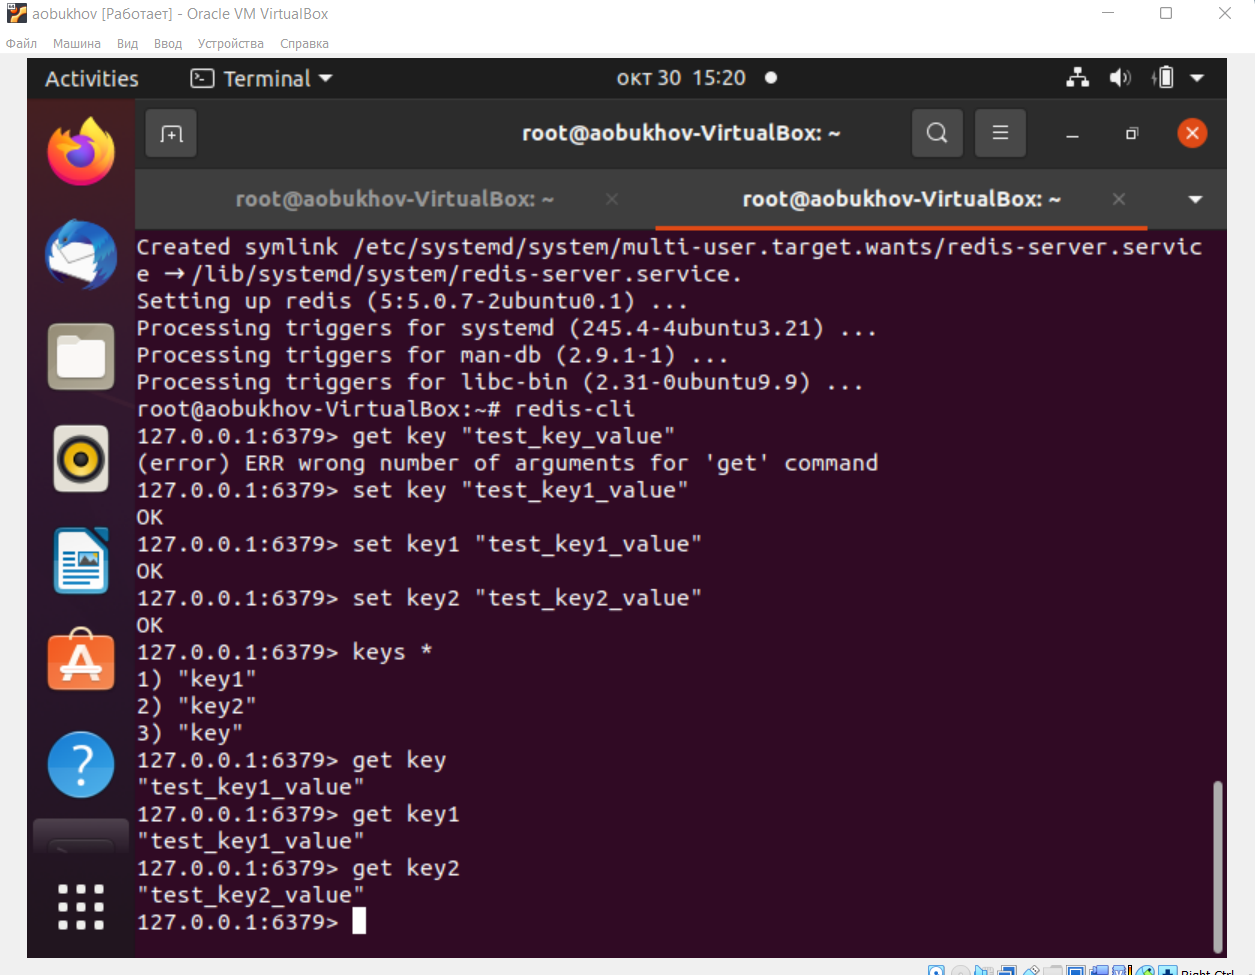 aobukhov [Работает] - Oracle VM VirtualBox
Файл Машина Вид Ввод Устройства Справка
Activities Terminal окт 30 15:20
root@aobukhov-VirtualBox: ~
root@aobukhov-VirtualBox: ~ root@aobukhov-VirtualBox: ~
Created symlink /etc/systemd/system/multi-user.target.wants/redis-server.servic
e → /lib/systemd/system/redis-server.service.
Setting up redis (5:5.0.7-2ubuntu0.1) ...
Processing triggers for systemd (245.4-4ubuntu3.21) ...
Processing triggers for man-db (2.9.1-1) ...
Processing triggers for libc-bin (2.31-0ubuntu9.9) ...
root@aobukhov-VirtualBox:~# redis-cli
127.0.0.1:6379> get key "test_key_value"
(error) ERR wrong number of arguments for 'get' command
127.0.0.1:6379> set key "test_key1_value"
OK
127.0.0.1:6379> set key1 "test_key1_value"
OK
127.0.0.1:6379> set key2 "test_key2_value"
OK
127.0.0.1:6379> keys *
1) "key1"
2) "key2"
3) "key"
127.0.0.1:6379> get key
"test_key1_value"
127.0.0.1:6379> get key1
"test_key1_value"
127.0.0.1:6379> get key2
"test_key2_value"
127.0.0.1:6379>
Right Ctrl